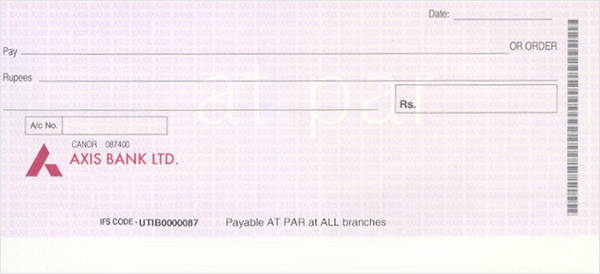 Date:
Pay OR ORDER
Rupees
at par
Rs.
A/c No.
CANOR 087400
AXIS BANK LTD.
IFS CODE - UTIB0000087 Payable AT PAR at ALL branches